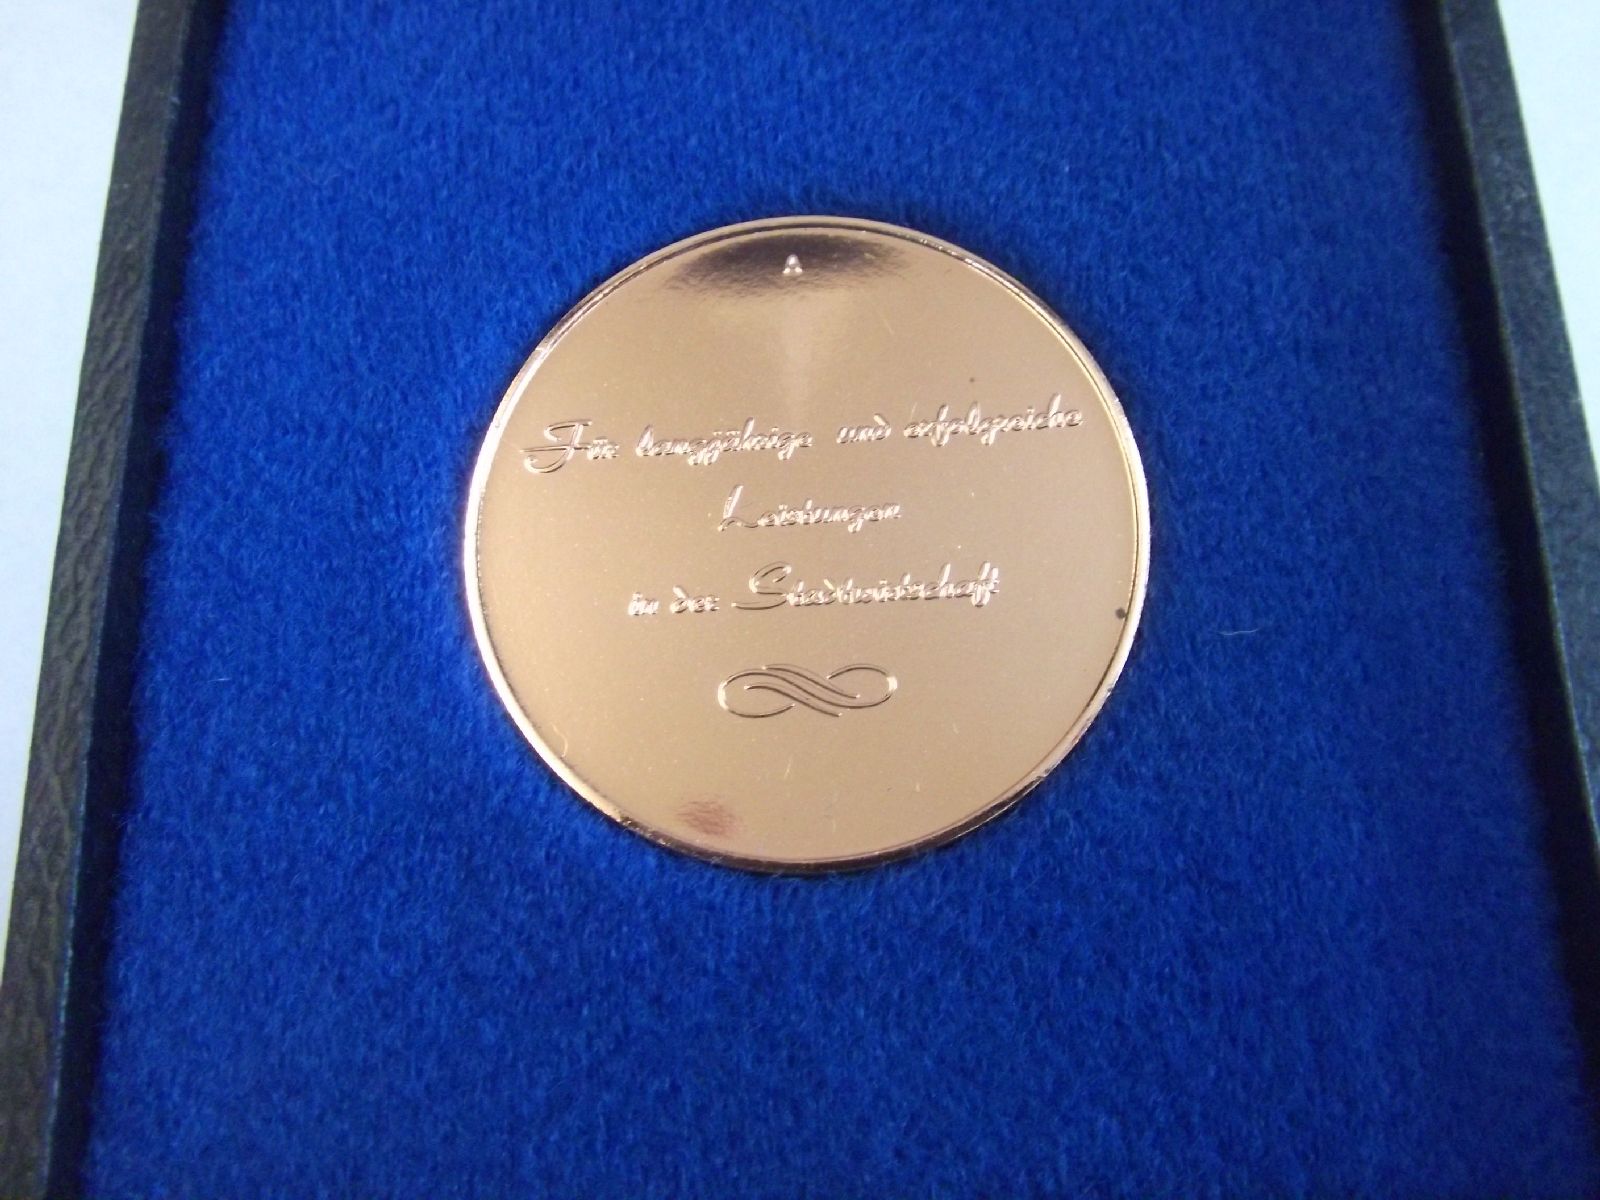 A
Für langjährige und erfolgreiche
Leistungen
in der Stadtwirtschaft